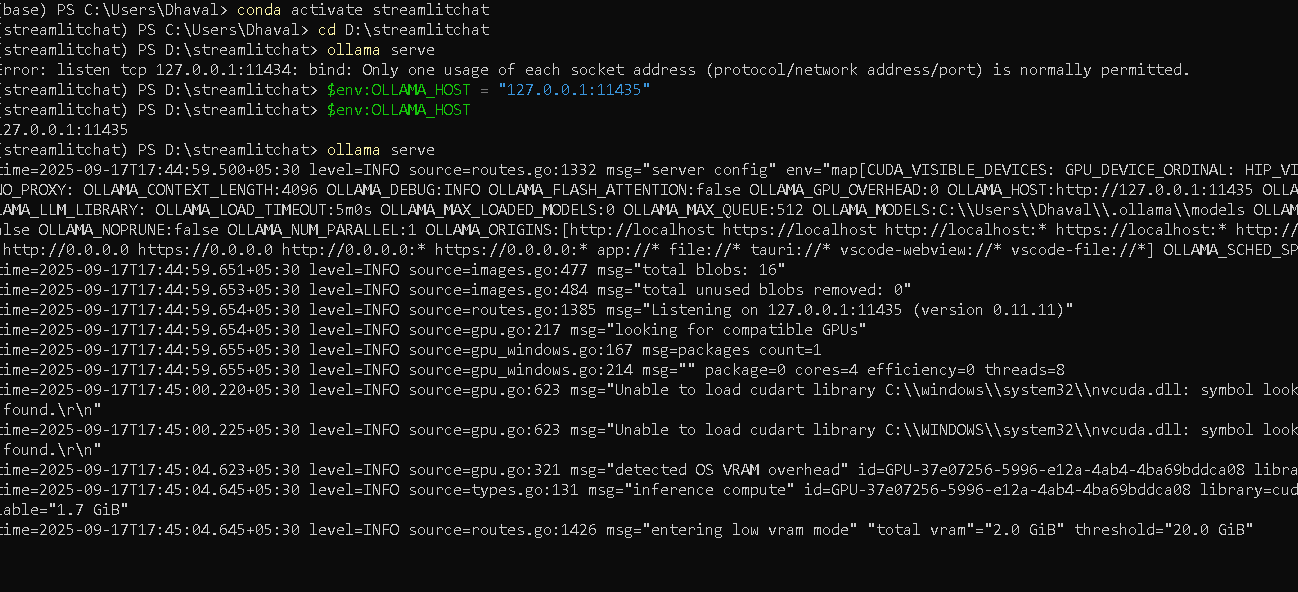 (base) PS C:\Users\Dhaval> conda activate streamlitchat
(streamlitchat) PS C:\Users\Dhaval> cd D:\streamlitchat
(streamlitchat) PS D:\streamlitchat> ollama serve
Error: listen tcp 127.0.0.1:11434: bind: Only one usage of each socket address (protocol/network address/port) is normally permitted.
(streamlitchat) PS D:\streamlitchat> $env:OLLAMA_HOST = "127.0.0.1:11435"
(streamlitchat) PS D:\streamlitchat> $env:OLLAMA_HOST
127.0.0.1:11435
(streamlitchat) PS D:\streamlitchat> ollama serve
time=2025-09-17T17:44:59.500+05:30 level=INFO source=routes.go:1332 msg="server config" env="map[CUDA_VISIBLE_DEVICES: GPU_DEVICE_ORDINAL: HIP_VI
NO_PROXY: OLLAMA_CONTEXT_LENGTH:4096 OLLAMA_DEBUG:INFO OLLAMA_FLASH_ATTENTION:false OLLAMA_GPU_OVERHEAD:0 OLLAMA_HOST:http://127.0.0.1:11435 OLLA
LAMA_LLM_LIBRARY: OLLAMA_LOAD_TIMEOUT:5m0s OLLAMA_MAX_LOADED_MODELS:0 OLLAMA_MAX_QUEUE:512 OLLAMA_MODELS:C:\\Users\\Dhaval\\.ollama\\models OLLAM
alse OLLAMA_NOPRUNE:false OLLAMA_NUM_PARALLEL:1 OLLAMA_ORIGINS:[http://localhost https://localhost http://localhost:* https://localhost:* http://
http://0.0.0.0 https://0.0.0.0 http://0.0.0.0:* https://0.0.0.0:* app://* file://* tauri://* vscode-webview://* vscode-file://*] OLLAMA_SCHED_SP
time=2025-09-17T17:44:59.651+05:30 level=INFO source=images.go:477 msg="total blobs: 16"
time=2025-09-17T17:44:59.653+05:30 level=INFO source=images.go:484 msg="total unused blobs removed: 0"
time=2025-09-17T17:44:59.654+05:30 level=INFO source=routes.go:1385 msg="Listening on 127.0.0.1:11435 (version 0.11.11)"
time=2025-09-17T17:44:59.654+05:30 level=INFO source=gpu.go:217 msg="looking for compatible GPUs"
time=2025-09-17T17:44:59.655+05:30 level=INFO source=gpu_windows.go:167 msg=packages count=1
time=2025-09-17T17:44:59.655+05:30 level=INFO source=gpu_windows.go:214 msg="" package=0 cores=4 efficiency=0 threads=8
time=2025-09-17T17:45:00.220+05:30 level=INFO source=gpu.go:623 msg="Unable to load cudart library C:\\windows\\system32\\nvcuda.dll: symbol look
found.\r\n"
time=2025-09-17T17:45:00.225+05:30 level=INFO source=gpu.go:623 msg="Unable to load cudart library C:\\WINDOWS\\system32\\nvcuda.dll: symbol look
found.\r\n"
time=2025-09-17T17:45:04.623+05:30 level=INFO source=gpu.go:321 msg="detected OS VRAM overhead" id=GPU-37e07256-5996-e12a-4ab4-4ba69bddca08 libra
time=2025-09-17T17:45:04.645+05:30 level=INFO source=types.go:131 msg="inference compute" id=GPU-37e07256-5996-e12a-4ab4-4ba69bddca08 library=cud
lable="1.7 GiB"
time=2025-09-17T17:45:04.645+05:30 level=INFO source=routes.go:1426 msg="entering low vram mode" "total vram"="2.0 GiB" threshold="20.0 GiB"